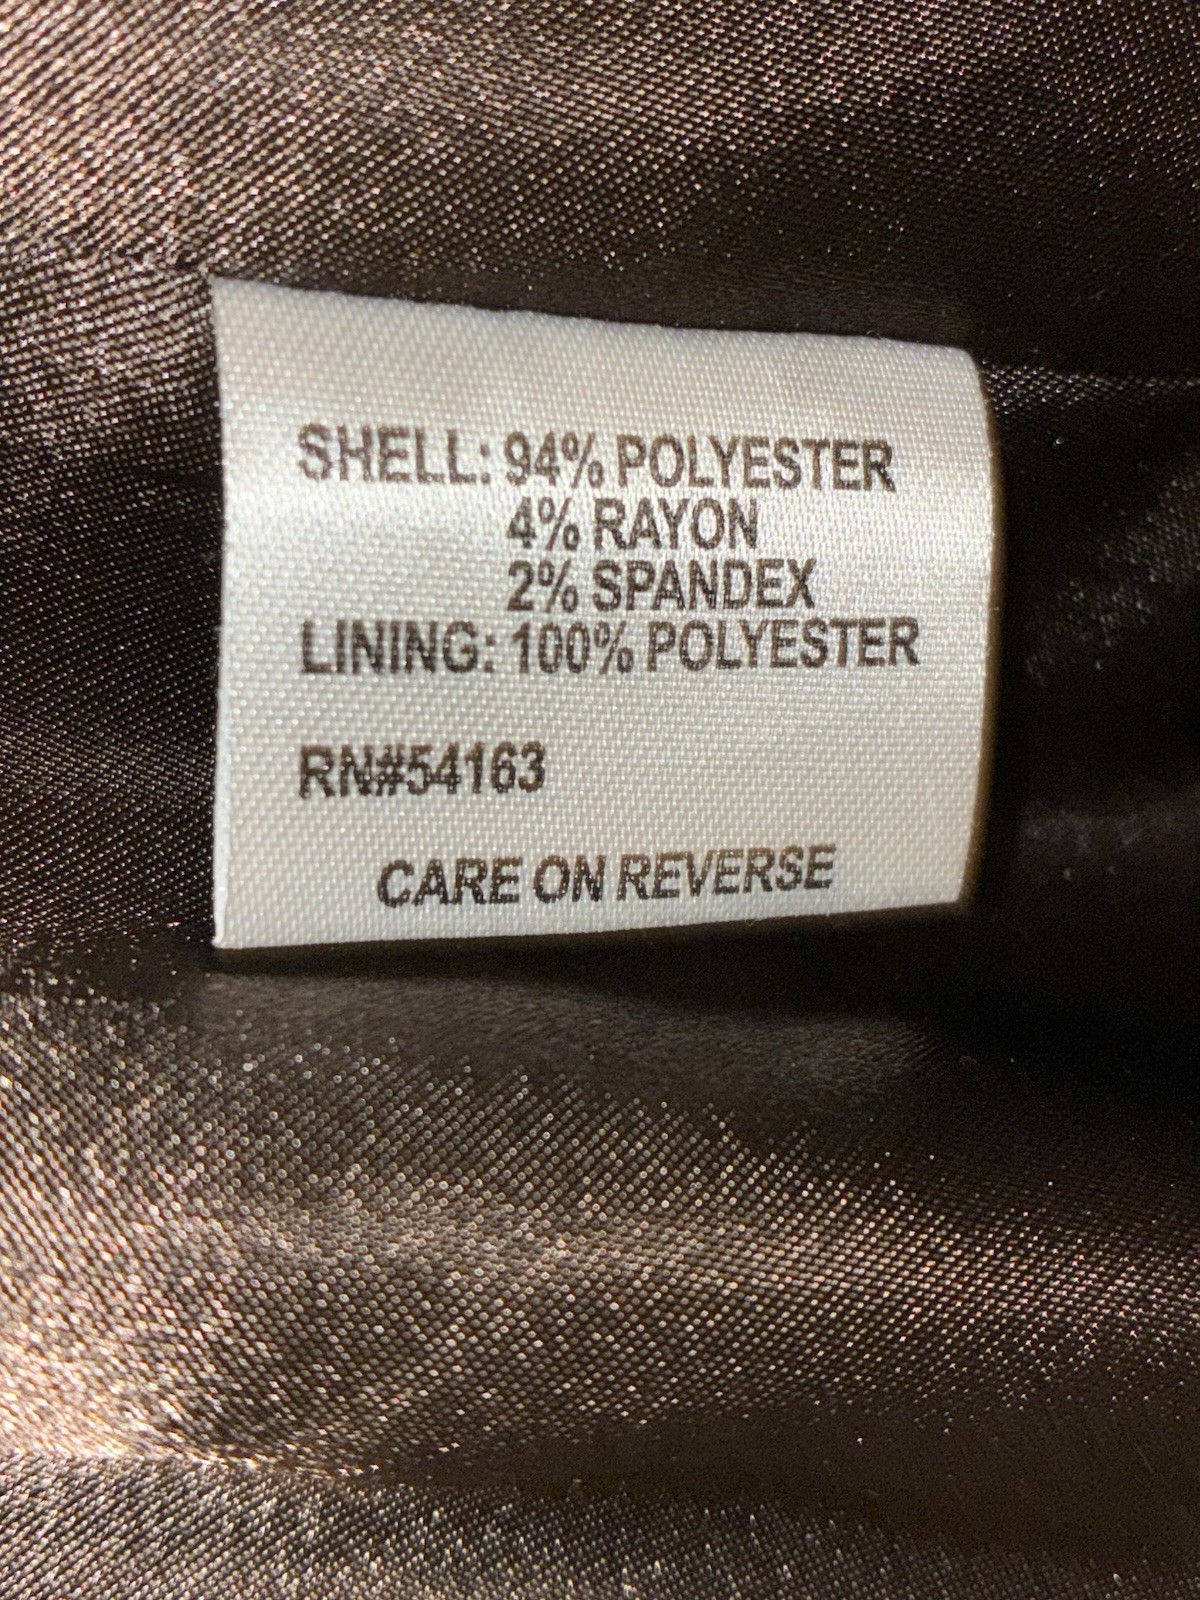 SHELL: 94% POLYESTER
4% RAYON
2% SPANDEX
LINING: 100% POLYESTER
RN#54163
CARE ON REVERSE